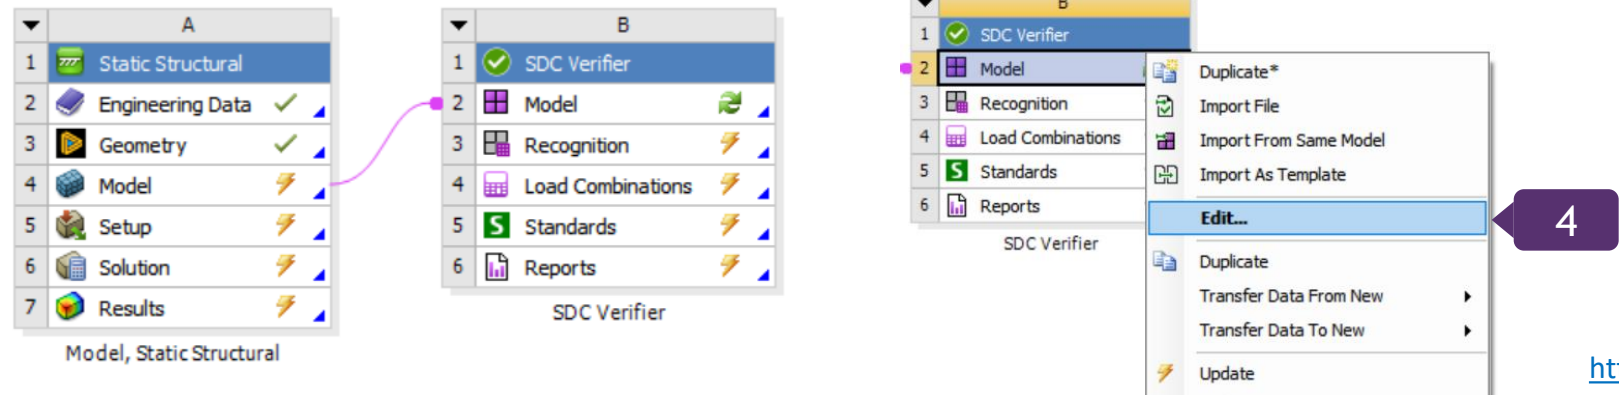 A
1 Static Structural
2 Engineering Data
3 Geometry
4 Model
5 Setup
6 Solution
7 Results
Model, Static Structural
B
1 SDC Verifier
2 Model
3 Recognition
4 Load Combinations
5 S Standards
6 Reports
SDC Verifier
B
1 SDC Verifier
2 Model
3 Recognition
4 Load Combinations
5 S Standards
6 Reports
SDC Verifier
Duplicate*
Import File
Import From Same Model
Import As Template
Edit...
Duplicate
Transfer Data From New
Transfer Data To New
Update
4
htt